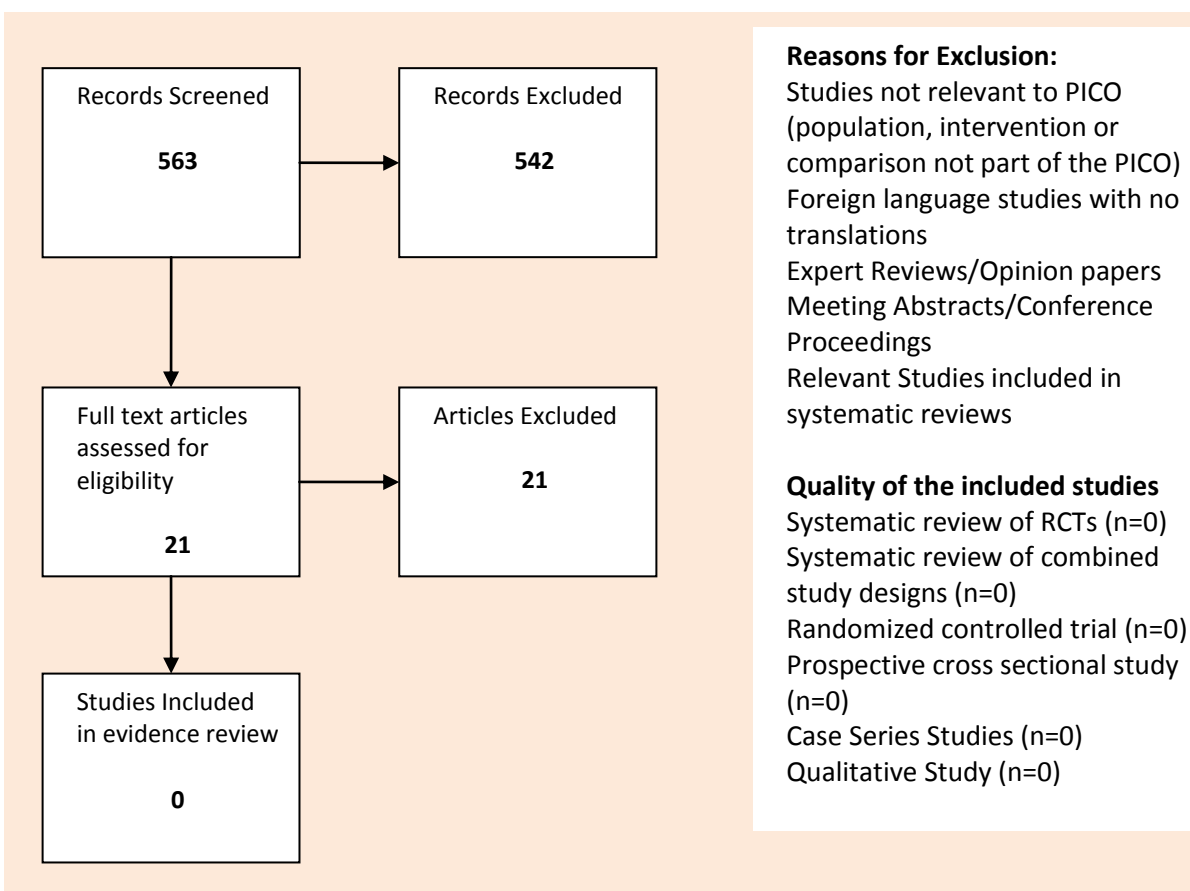 Records Screened
563
Records Excluded
542
Full text articles
assessed for
eligibility
21
Articles Excluded
21
Studies Included
in evidence review
0
Reasons for Exclusion:
Studies not relevant to PICO
(population, intervention or
comparison not part of the PICO)
Foreign language studies with no
translations
Expert Reviews/Opinion papers
Meeting Abstracts/Conference
Proceedings
Relevant Studies included in
systematic reviews
Quality of the included studies
Systematic review of RCTs (n=0)
Systematic review of combined
study designs (n=0)
Randomized controlled trial (n=0)
Prospective cross sectional study
(n=0)
Case Series Studies (n=0)
Qualitative Study (n=0)